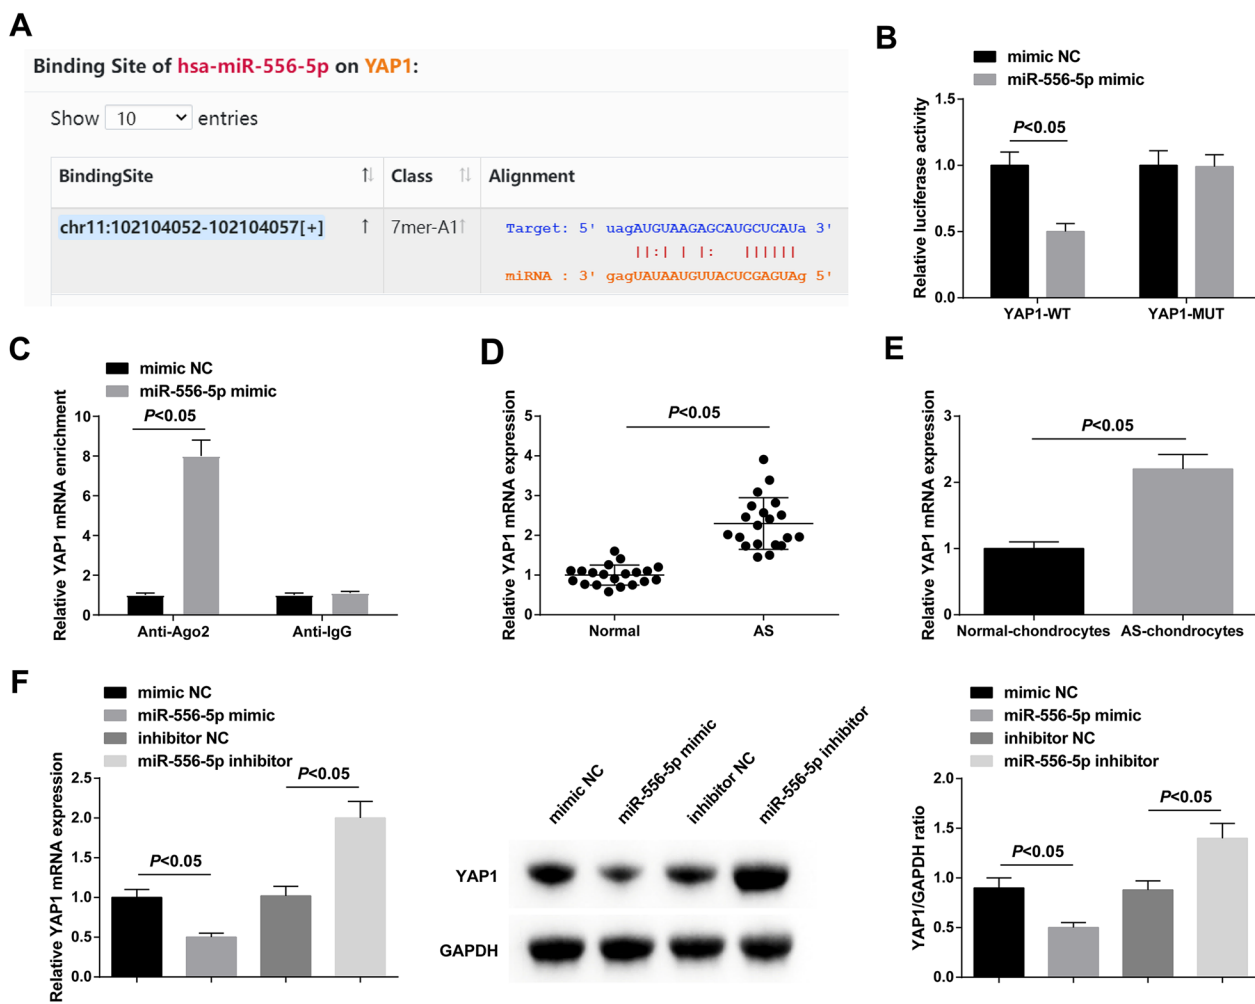 A
Binding Site of hsa-miR-556-5p on YAP1:
Show 10 entries
BindingSite ↑↓ Class ↑↓ Alignment
chr11:102104052-102104057[+] ↑ 7mer-A1↑
Target: 5' uagAUGUAAGAGCAUGCUCAUa 3'
||:| | |: ||||||
miRNA : 3' gagUAUAAUGUUACUCGAGUAg 5'
B
mimic NC
miR-556-5p mimic
Relative luciferase activity
1.5
1.0
0.5
0.0
P<0.05
YAP1-WT YAP1-MUT
C
mimic NC
miR-556-5p mimic
Relative YAP1 mRNA enrichment
10
8
6
4
2
0
P<0.05
Anti-Ago2 Anti-IgG
D
Relative YAP1 mRNA expression
5
4
3
2
1
0
P<0.05
Normal AS
E
Relative YAP1 mRNA expression
3
2
1
0
P<0.05
Normal-chondrocytes AS-chondrocytes
F
mimic NC
miR-556-5p mimic
inhibitor NC
miR-556-5p inhibitor
Relative YAP1 mRNA expression
2.5
2.0
1.5
1.0
0.5
0.0
P<0.05
P<0.05
mimic NC
miR-556-5p mimic
inhibitor NC
miR-556-5p inhibitor
YAP1
GAPDH
mimic NC
miR-556-5p mimic
inhibitor NC
miR-556-5p inhibitor
YAP1/GAPDH ratio
2.0
1.5
1.0
0.5
0.0
P<0.05
P<0.05